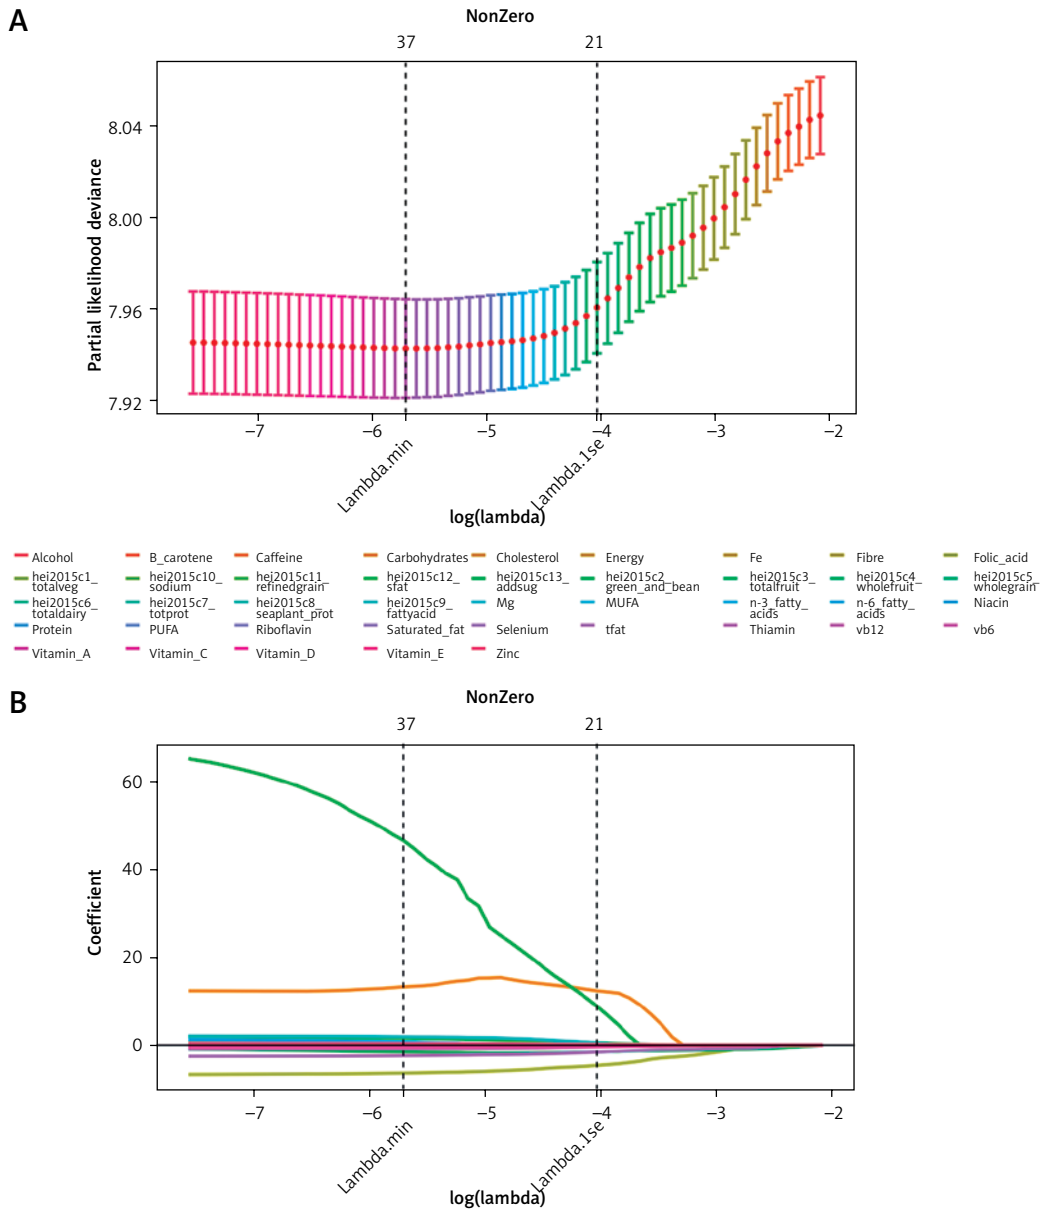 A
NonZero
37 21
Partial likelihood deviance
8.04
8.00
7.96
7.92
–7 –6 –5 –4 –3 –2
Lambda.min Lambda.1se
log(lambda)
Alcohol B_carotene Caffeine Carbohydrates Cholesterol Energy Fe Fibre Folic_acid
hei2015c1_ hei2015c10_ hei2015c11_ hei2015c12_ hei2015c13_ hei2015c2_ hei2015c3_ hei2015c4_ hei2015c5_
totalveg sodium refinedgrain sfat addsug green_and_bean totalfruit wholefruit wholegrain
hei2015c6_ hei2015c7_ hei2015c8_ hei2015c9_ Mg MUFA n-3_fatty_ n-6_fatty_ Niacin
totaldairy totprot seaplant_prot fattyacid acids acids
Protein PUFA Riboflavin Saturated_fat Selenium tfat Thiamin vb12 vb6
Vitamin_A Vitamin_C Vitamin_D Vitamin_E Zinc
B
NonZero
37 21
Coefficient
60
40
20
0
–7 –6 –5 –4 –3 –2
Lambda.min Lambda.1se
log(lambda)